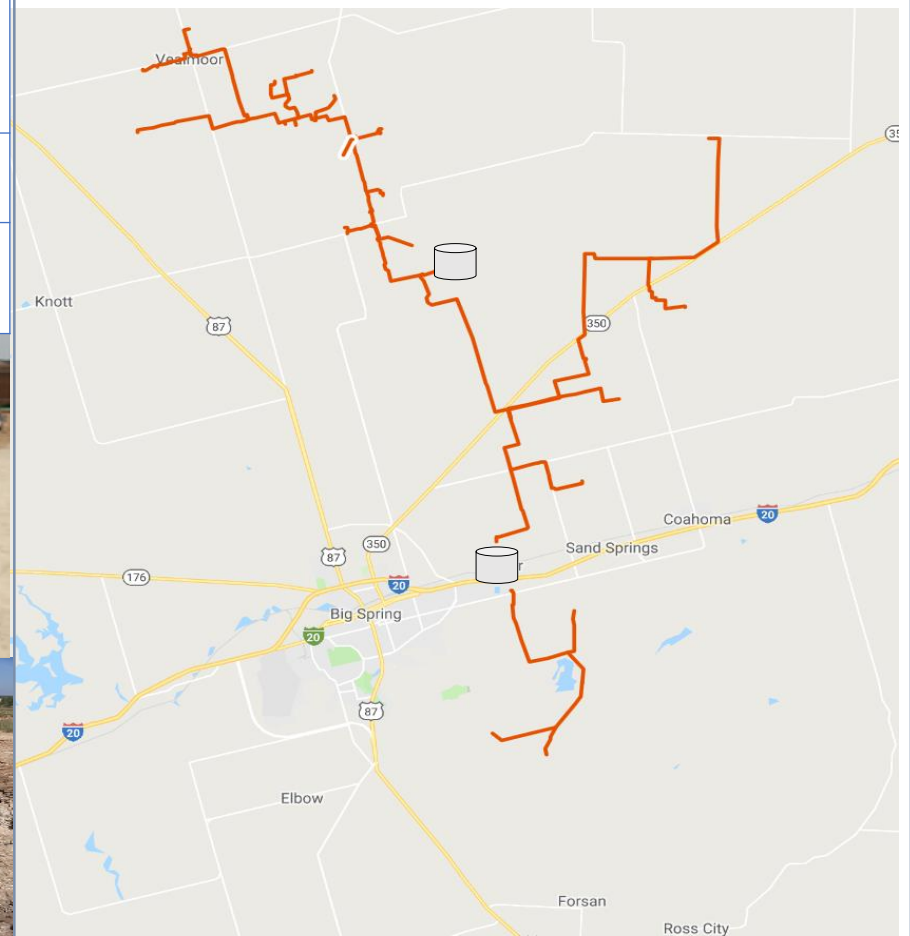 Vealmoor
35
Knott
87
350
Coahoma
20
Sand Springs
350
87
176
r
20
Big Spring
20
87
20
Elbow
Forsan
Ross City